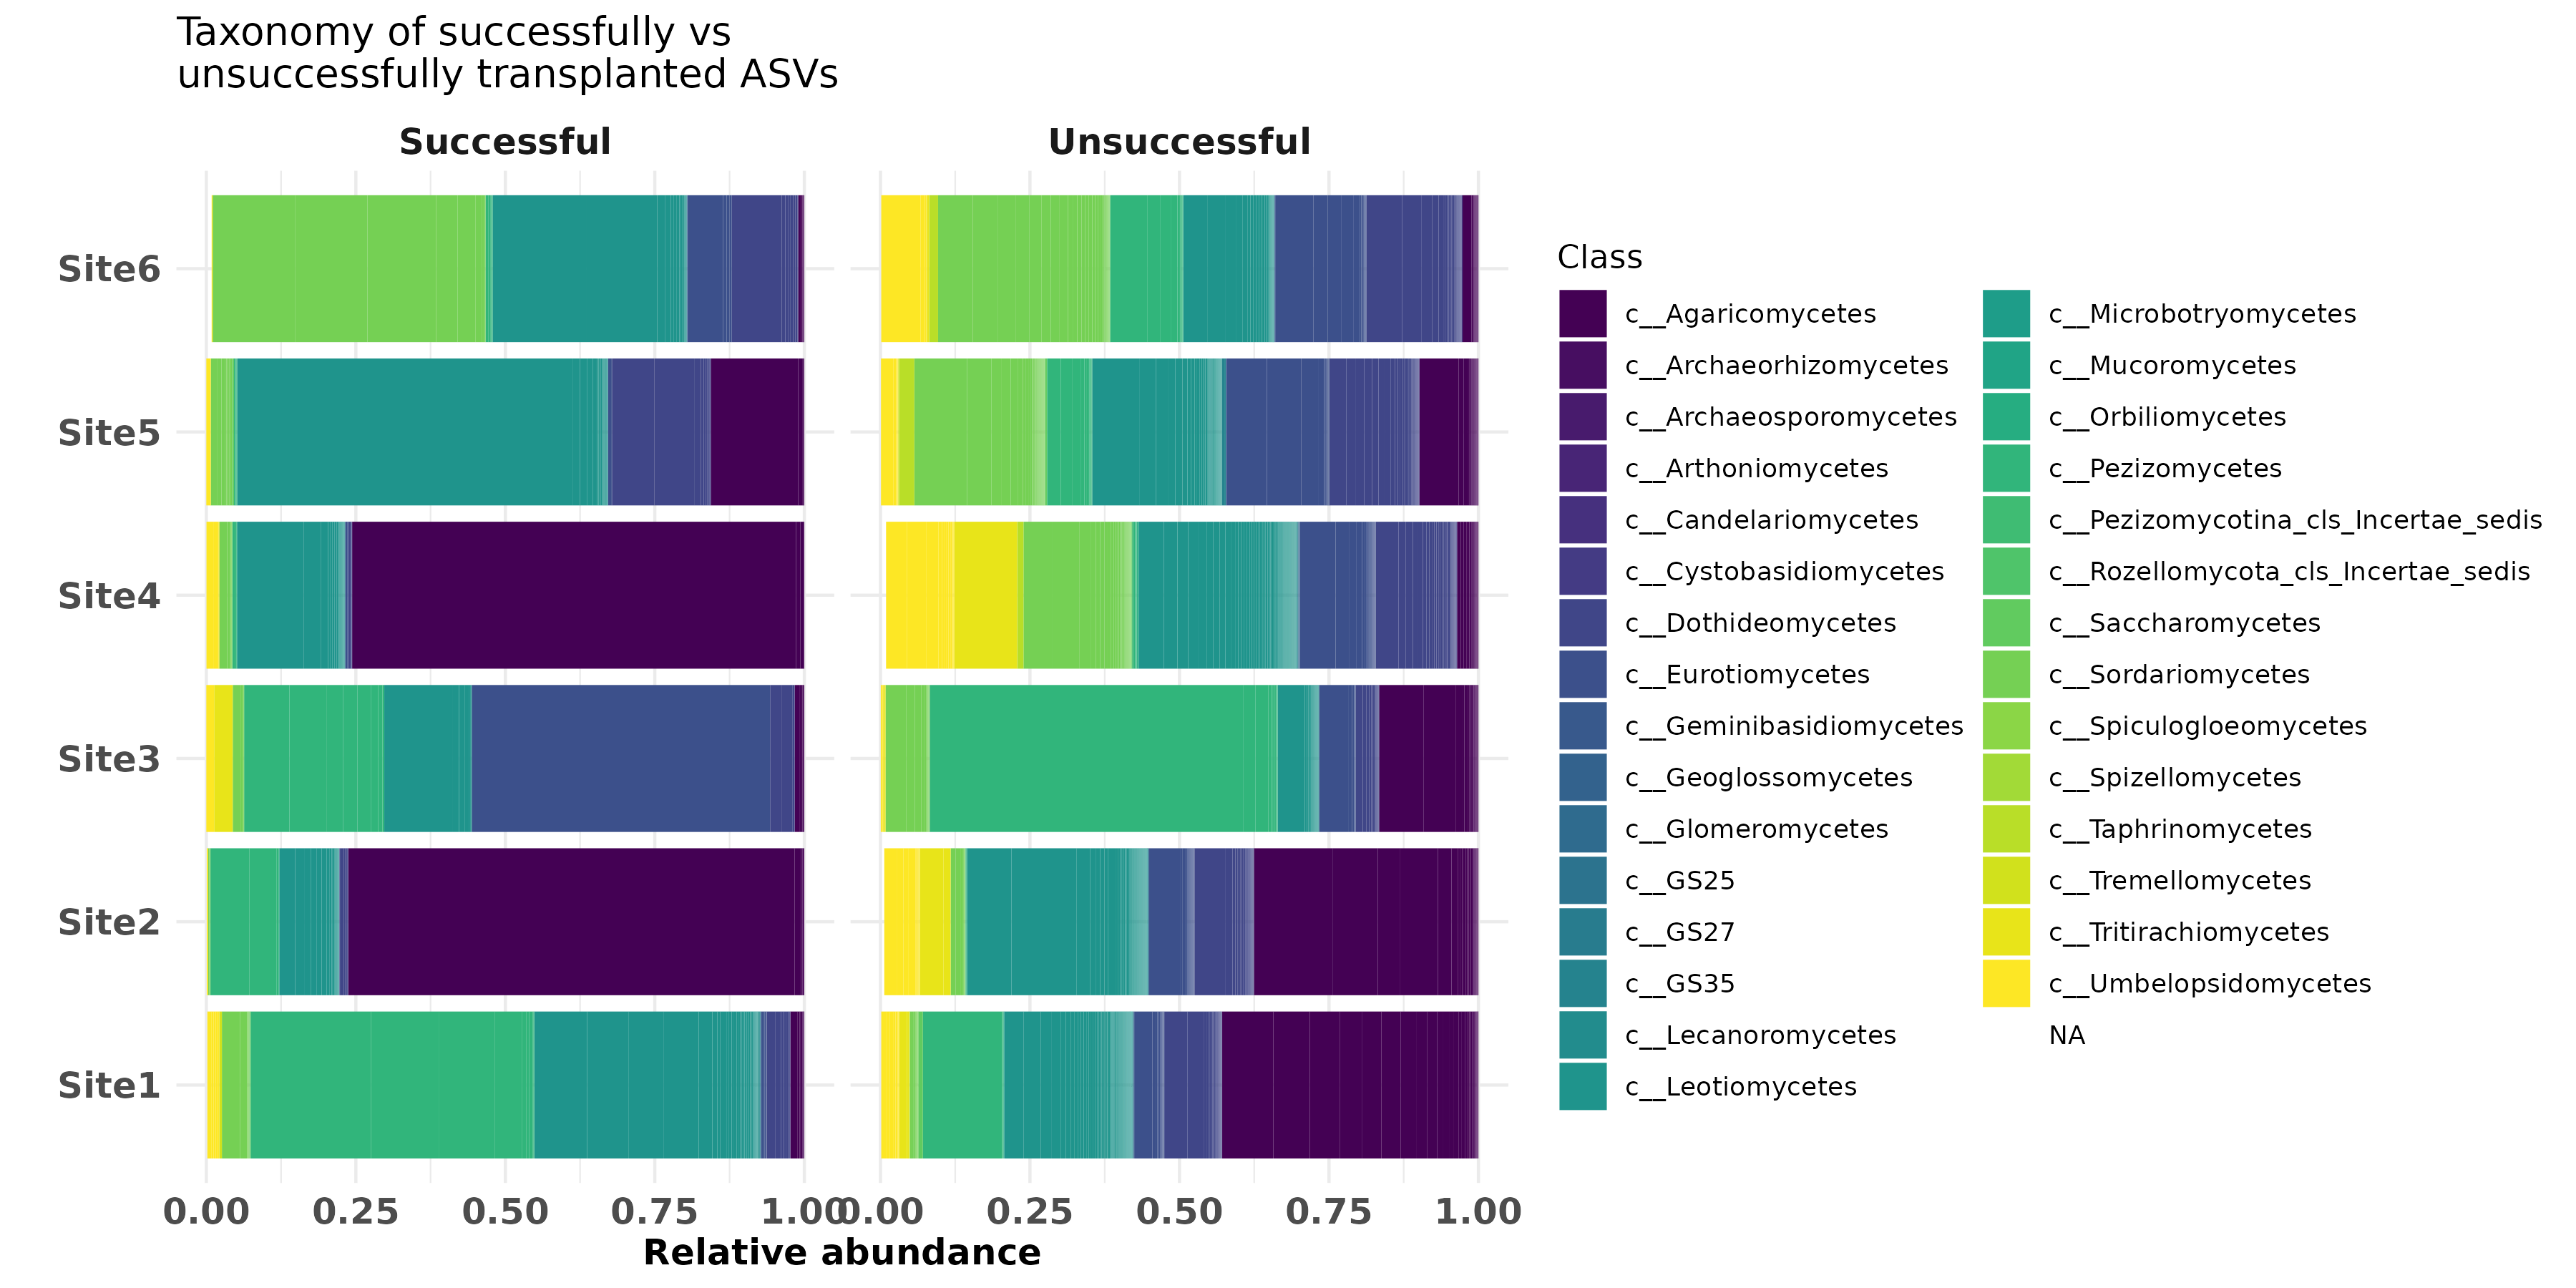 Taxonomy of successfully vs
unsuccessfully transplanted ASVs
Successful
Unsuccessful
Site6
Site5
Site4
Site3
Site2
Site1
0.00 0.25 0.50 0.75 1.00
0.00 0.25 0.50 0.75 1.00
Relative abundance
Class
c__Agaricomycetes
c__Archaeorhizomycetes
c__Archaeosporomycetes
c__Arthoniomycetes
c__Candelariomycetes
c__Cystobasidiomycetes
c__Dothideomycetes
c__Eurotiomycetes
c__Geminibasidiomycetes
c__Geoglossomycetes
c__Glomeromycetes
c__GS25
c__GS27
c__GS35
c__Lecanoromycetes
c__Leotiomycetes
c__Microbotryomycetes
c__Mucoromycetes
c__Orbiliomycetes
c__Pezizomycetes
c__Pezizomycotina_cls_Incertae_sedis
c__Rozellomycota_cls_Incertae_sedis
c__Saccharomycetes
c__Sordariomycetes
c__Spiculogloeomycetes
c__Spizellomycetes
c__Taphrinomycetes
c__Tremellomycetes
c__Tritirachiomycetes
c__Umbelopsidomycetes
NA